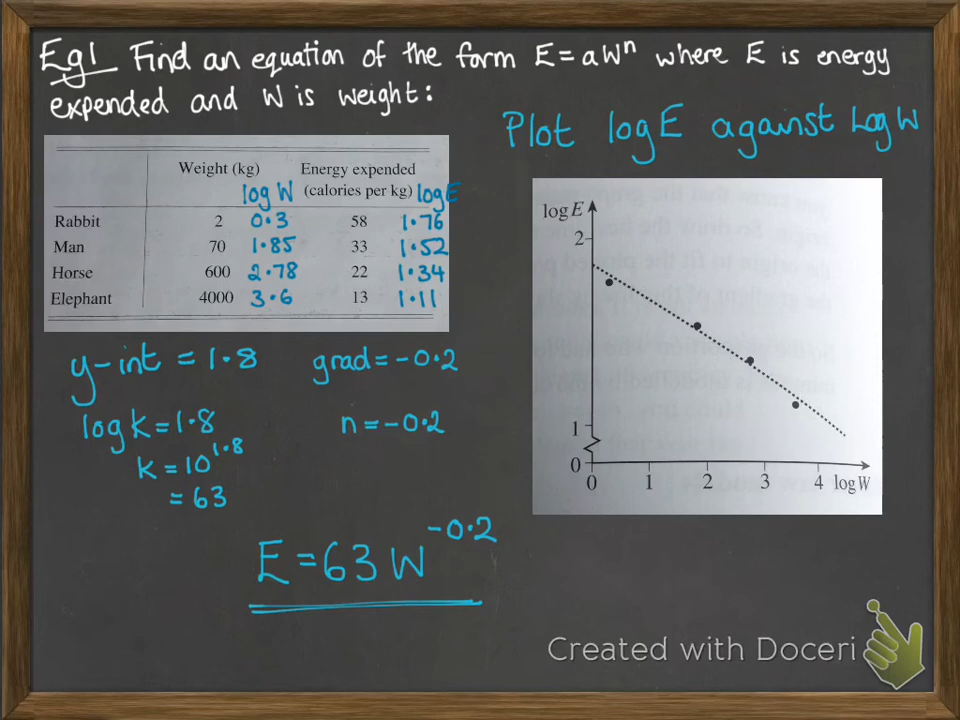 Eg1 Find an equation of the form E = aWⁿ where E is energy
expended and W is weight:
Plot log E against Log W
Weight (kg) Energy expended
log W (calories per kg) log E
Rabbit 2 0.3 58 1.76
Man 70 1.85 33 1.52
Horse 600 2.78 22 1.34
Elephant 4000 3.6 13 1.11
log E
2
1
0
0 1 2 3 4 log W
y-int = 1.8 grad = -0.2
log k = 1.8 n = -0.2
k = 10^1.8
= 63
E = 63 W^-0.2
Created with Doceri